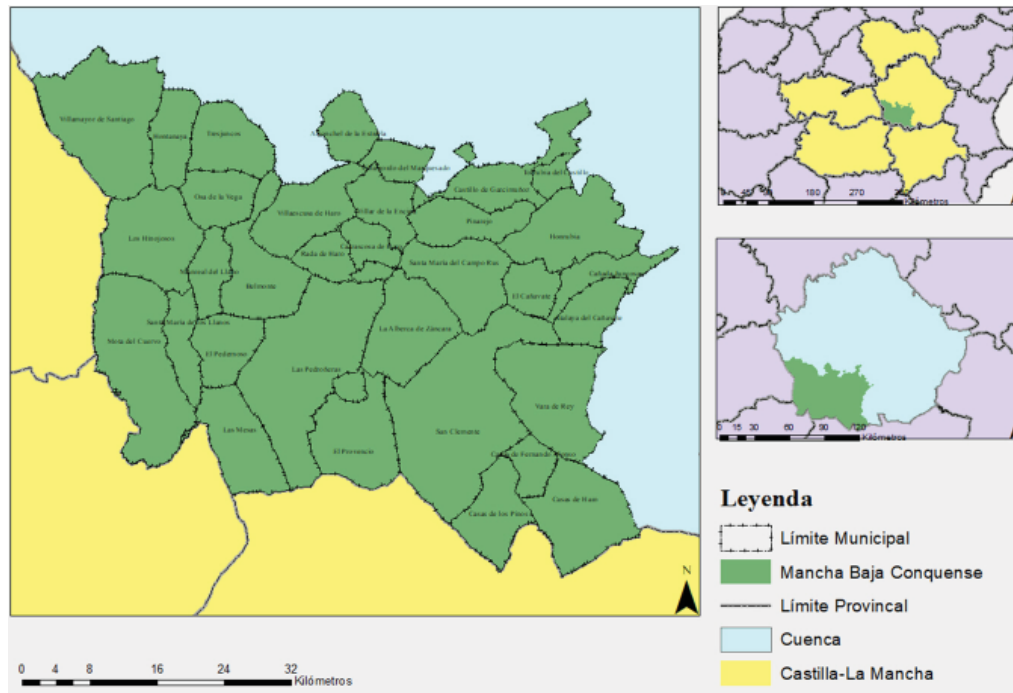 Villamayor de Santiago
Hontanaya
Tresjuncos
Osa de la Vega
Los Hinojosos
Villaescusa de Haro
Castillo de Garcimuñoz
Pinarejo
Honrubia
Rada de Haro
Santa María del Campo Rus
Belmonte
El Cañavate
La Alberca de Záncara
Santa María de los Llanos
Mota del Cuervo
El Pedernoso
Las Pedroñeras
Vara de Rey
Las Mesas
San Clemente
El Provencio
Casas de Fernando Alonso
Casas de Haro
Casas de los Pinos
N
0 4 8 16 24 32
Kilómetros
180 270
Kilómetros
0 15 30 60 90 120
Kilómetros
Leyenda
Límite Municipal
Mancha Baja Conquense
Límite Provincal
Cuenca
Castilla-La Mancha